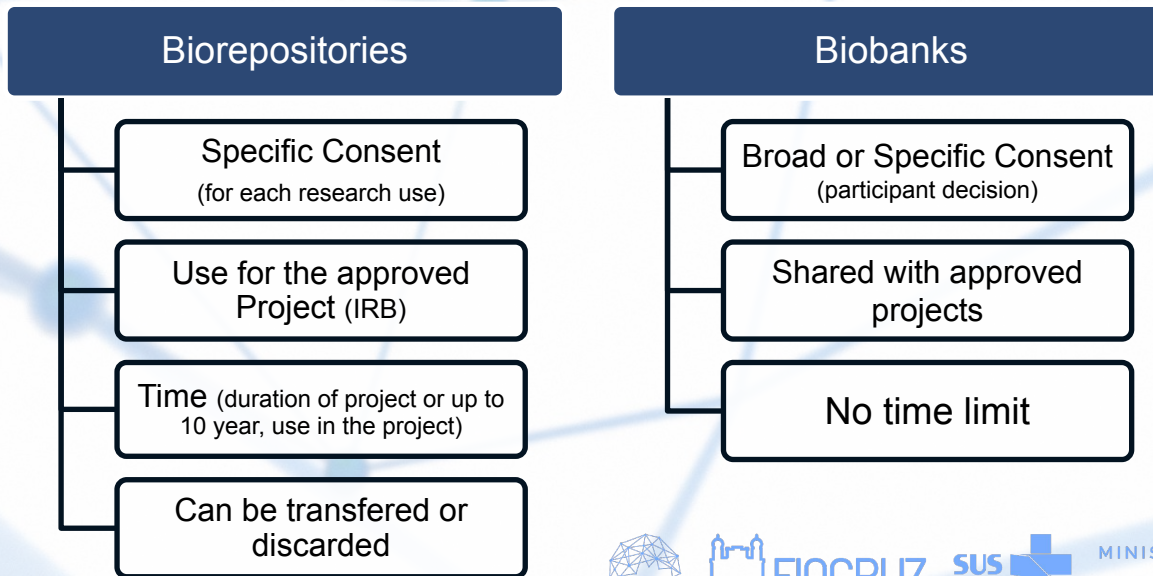 Biorepositories
Specific Consent
(for each research use)
Use for the approved
Project (IRB)
Time (duration of project or up to
10 year, use in the project)
Can be transfered or
discarded
Biobanks
Broad or Specific Consent
(participant decision)
Shared with approved
projects
No time limit
FIOCRUZ
SUS